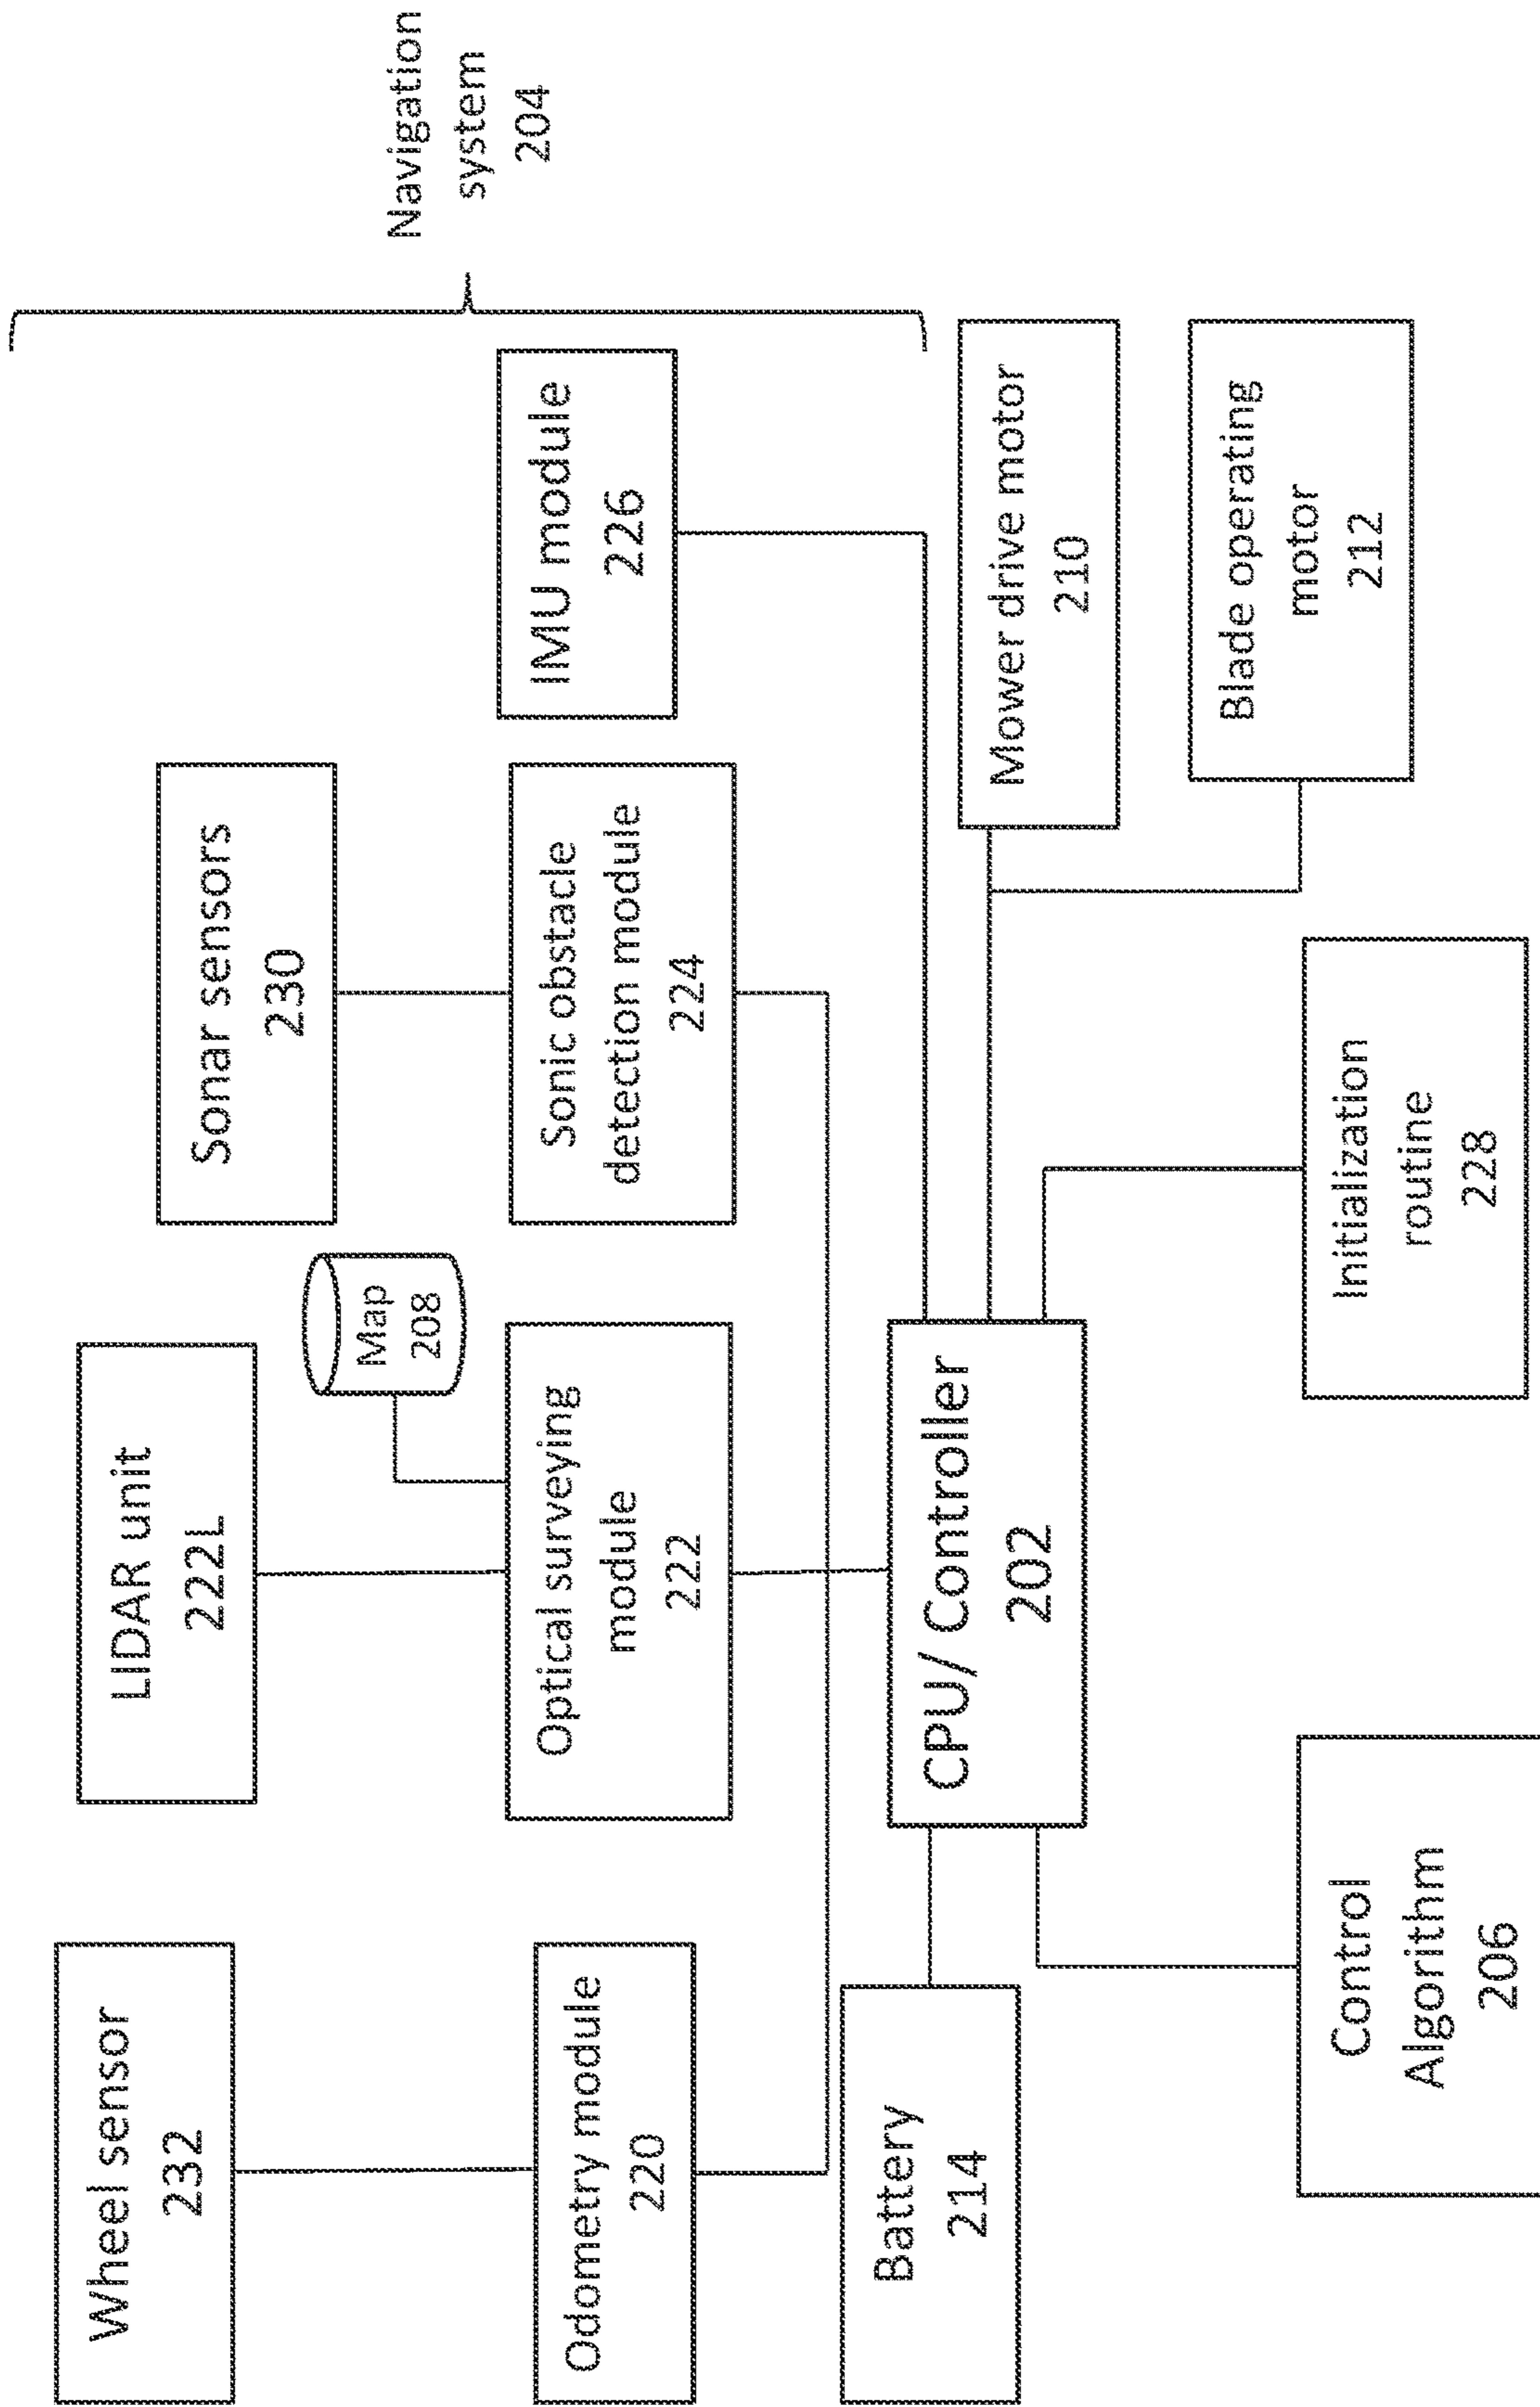 Wheel sensor
232
LIDAR unit
222L
Sonar sensors
230
Map
208
Navigation
system
204
Odometry module
220
Optical surveying
module
222
Sonic obstacle
detection module
224
IMU module
226
Battery
214
CPU/ Controller
202
Mower drive motor
210
Blade operating
motor
212
Control
Algorithm
206
Initialization
routine
228